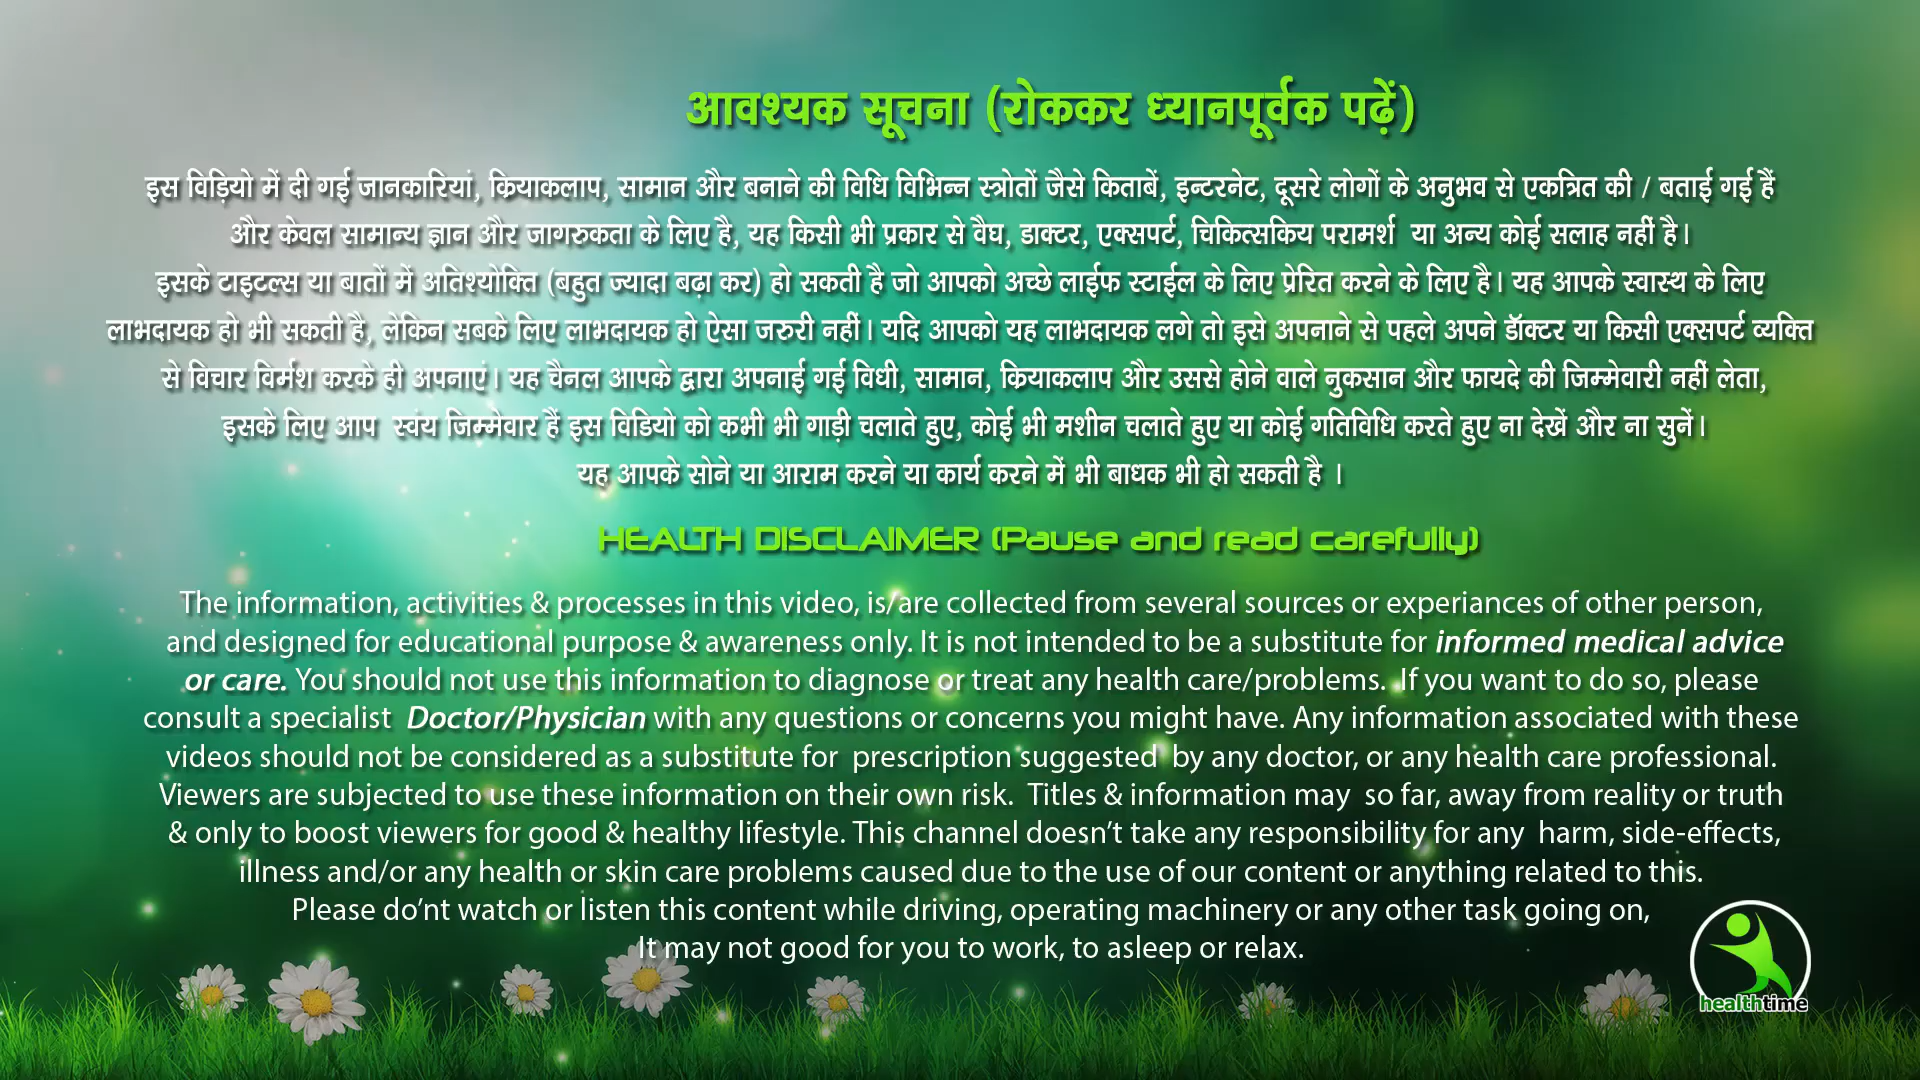 आवश्यक सूचना (रोककर ध्यानपूर्वक पढ़ें)
इस विड़ियो में दी गई जानकारियां, क्रियाकलाप, सामान और बनाने की विधि विभिन्न स्त्रोतों जैसे किताबें, इन्टरनेट, दूसरे लोगों के अनुभव से एकत्रित की / बताई गई हैं
और केवल सामान्य ज्ञान और जागरुकता के लिए है, यह किसी भी प्रकार से वैघ, डाक्टर, एक्सपर्ट, चिकित्सकिय परामर्श या अन्य कोई सलाह नहीं है।
इसके टाइटल्स या बातों में अतिश्योक्ति (बहुत ज्यादा बढ़ा कर) हो सकती है जो आपको अच्छे लाईफ स्टाईल के लिए प्रेरित करने के लिए है। यह आपके स्वास्थ के लिए
लाभदायक हो भी सकती है, लेकिन सबके लिए लाभदायक हो ऐसा जरुरी नहीं। यदि आपको यह लाभदायक लगे तो इसे अपनाने से पहले अपने डॉक्टर या किसी एक्सपर्ट व्यक्ति
से विचार विर्मश करके ही अपनाएं। यह चैनल आपके द्वारा अपनाई गई विधी, सामान, क्रियाकलाप और उससे होने वाले नुकसान और फायदे की जिम्मेवारी नहीं लेता,
इसके लिए आप स्वंय जिम्मेवार हैं इस विडियो को कभी भी गाड़ी चलाते हुए, कोई भी मशीन चलाते हुए या कोई गतिविधि करते हुए ना देखें और ना सुनें।
यह आपके सोने या आराम करने या कार्य करने में भी बाधक भी हो सकती है ।
HEALTH DISCLAIMER (Pause and read carefully)
The information, activities & processes in this video, is/are collected from several sources or experiances of other person,
and designed for educational purpose & awareness only. It is not intended to be a substitute for informed medical advice
or care. You should not use this information to diagnose or treat any health care/problems. If you want to do so, please
consult a specialist Doctor/Physician with any questions or concerns you might have. Any information associated with these
videos should not be considered as a substitute for prescription suggested by any doctor, or any health care professional.
Viewers are subjected to use these information on their own risk. Titles & information may so far, away from reality or truth
& only to boost viewers for good & healthy lifestyle. This channel doesn't take any responsibility for any harm, side-effects,
illness and/or any health or skin care problems caused due to the use of our content or anything related to this.
Please do'nt watch or listen this content while driving, operating machinery or any other task going on,
It may not good for you to work, to asleep or relax.
healthtime